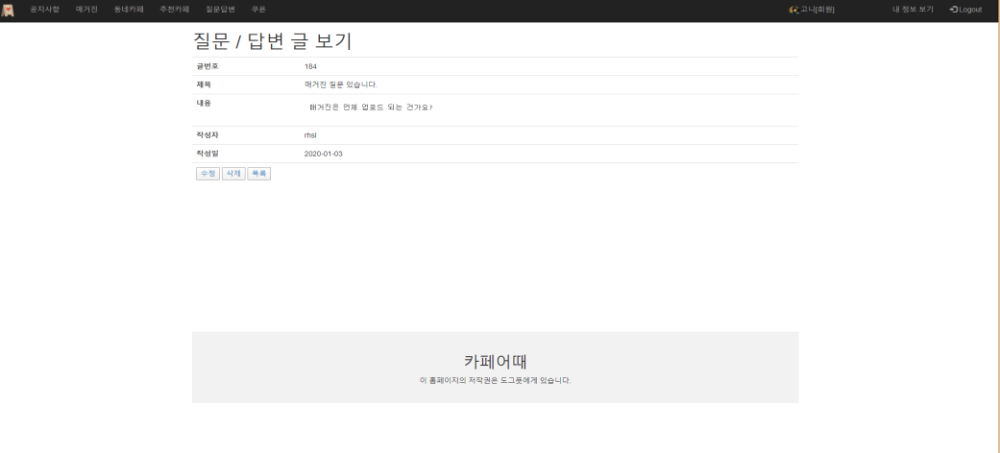 공지사항 매거진 동네카페 추천카페 질문답변 쿠폰 고니[회원] 내 정보 보기 Logout
질문 / 답변 글 보기
글번호 184
제목 매거진 질문 있습니다.
내용 매거진은 언제 업로드 되는 건가요?
작성자 rhsl
작성일 2020-01-03
수정 삭제 목록
카페어때
이 홈페이지의 저작권은 도그풋에게 있습니다.